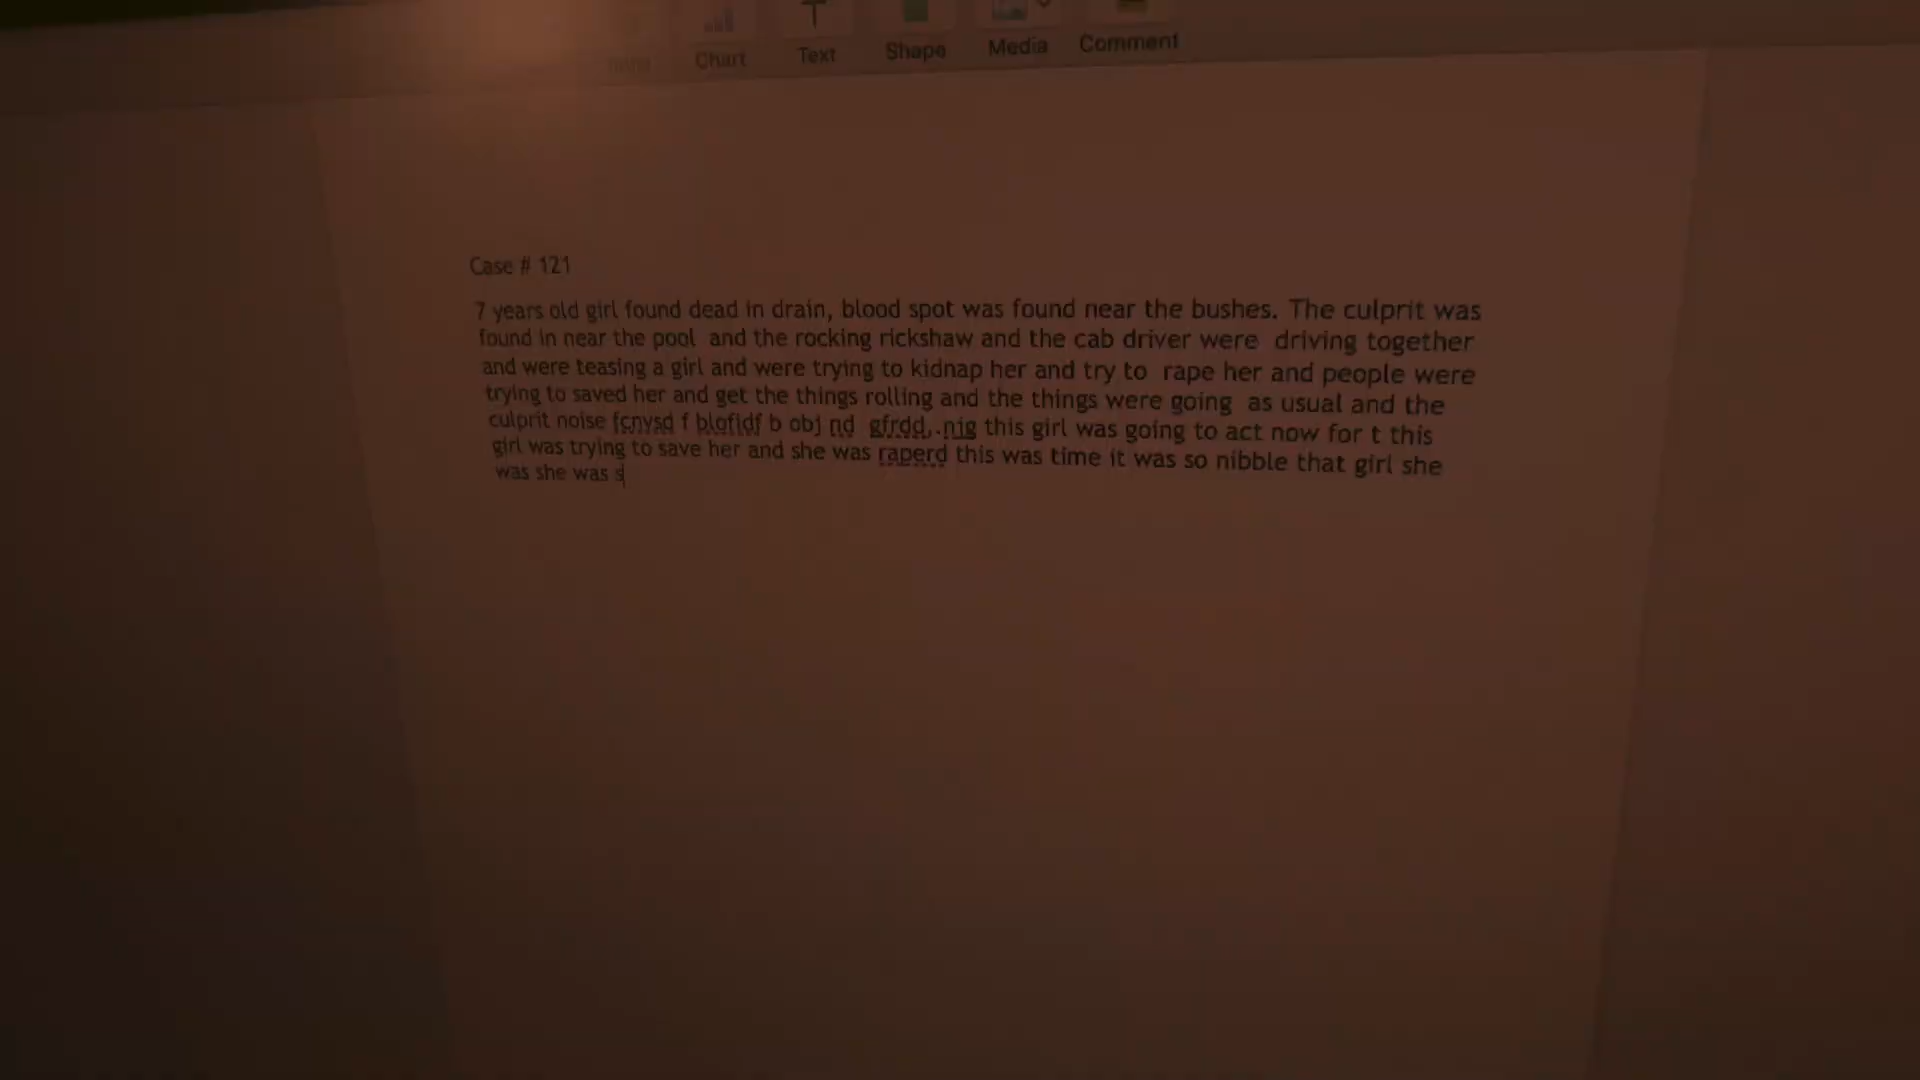 Chart Text Shape Media Comment
Case # 121
7 years old girl found dead in drain, blood spot was found near the bushes. The culprit was
found in near the pool and the rocking rickshaw and the cab driver were driving together
and were teasing a girl and were trying to kidnap her and try to rape her and people were
trying to saved her and get the things rolling and the things were going as usual and the
culprit noise fcnvsd f blofidf b obj nd gfrdd,.njg this girl was going to act now for t this
girl was trying to save her and she was raperd this was time it was so nibble that girl she
was she was s